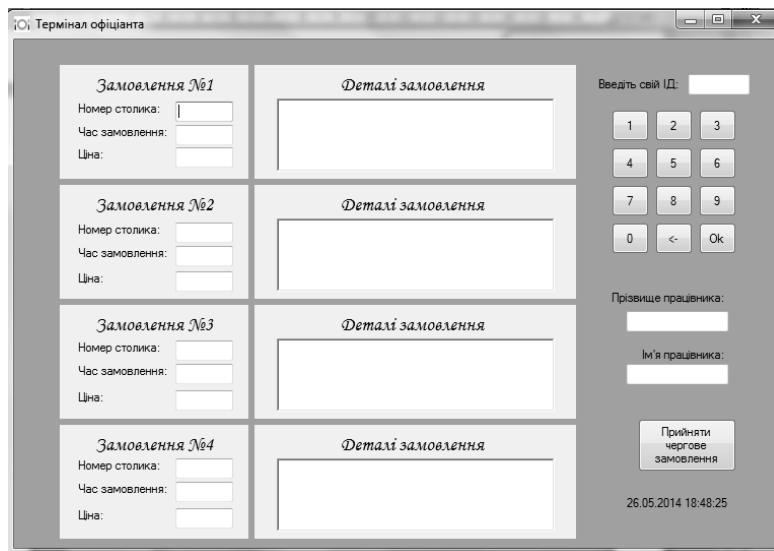 Термінал офіціанта
Замовлення №1
Номер столика:
Час замовлення:
Ціна:
Деталі замовлення
Замовлення №2
Номер столика:
Час замовлення:
Ціна:
Деталі замовлення
Замовлення №3
Номер столика:
Час замовлення:
Ціна:
Деталі замовлення
Замовлення №4
Номер столика:
Час замовлення:
Ціна:
Деталі замовлення
Введіть свій ІД:
1 2 3
4 5 6
7 8 9
0 <- Ok
Прізвище працівника:
Ім'я працівника:
Прийняти
чергове
замовлення
26.05.2014 18:48:25